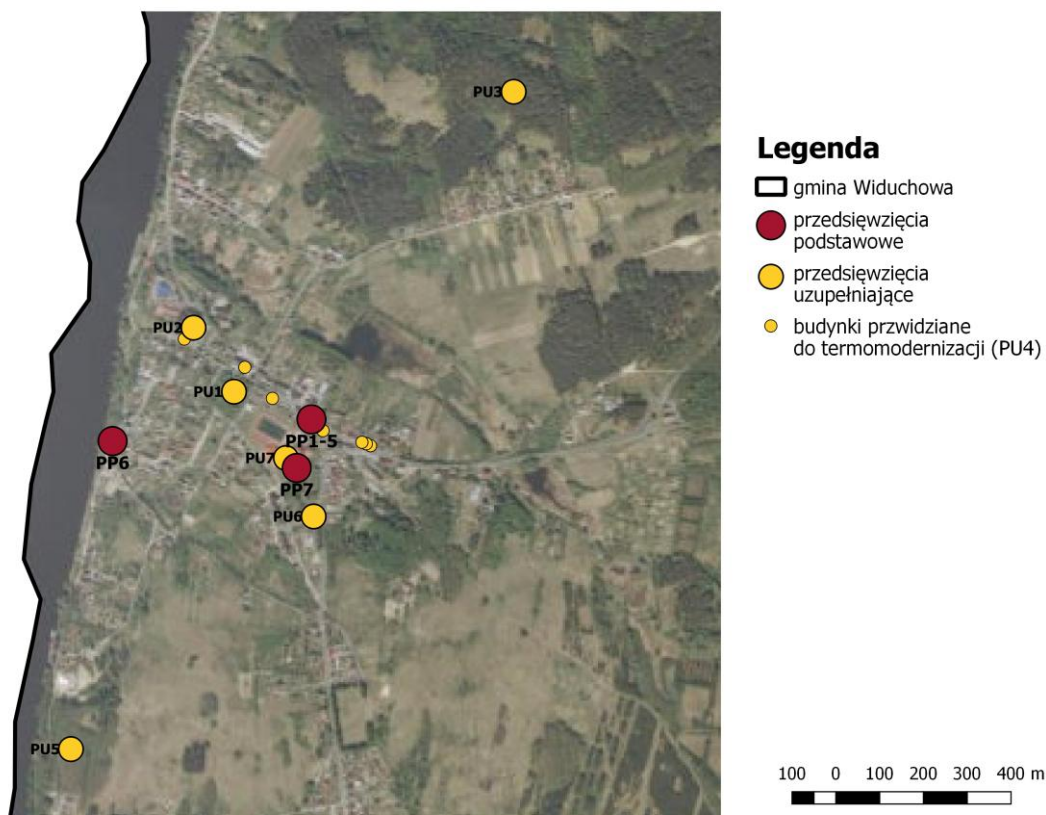 PU3
PU2
PU1
PP1-5
PP6
PU7
PP7
PU6
PU5
Legenda
gmina Widuchowa
przedsięwzięcia
podstawowe
przedsięwzięcia
uzupełniające
budynki przwidziane
do termomodernizacji (PU4)
100 0 100 200 300 400 m